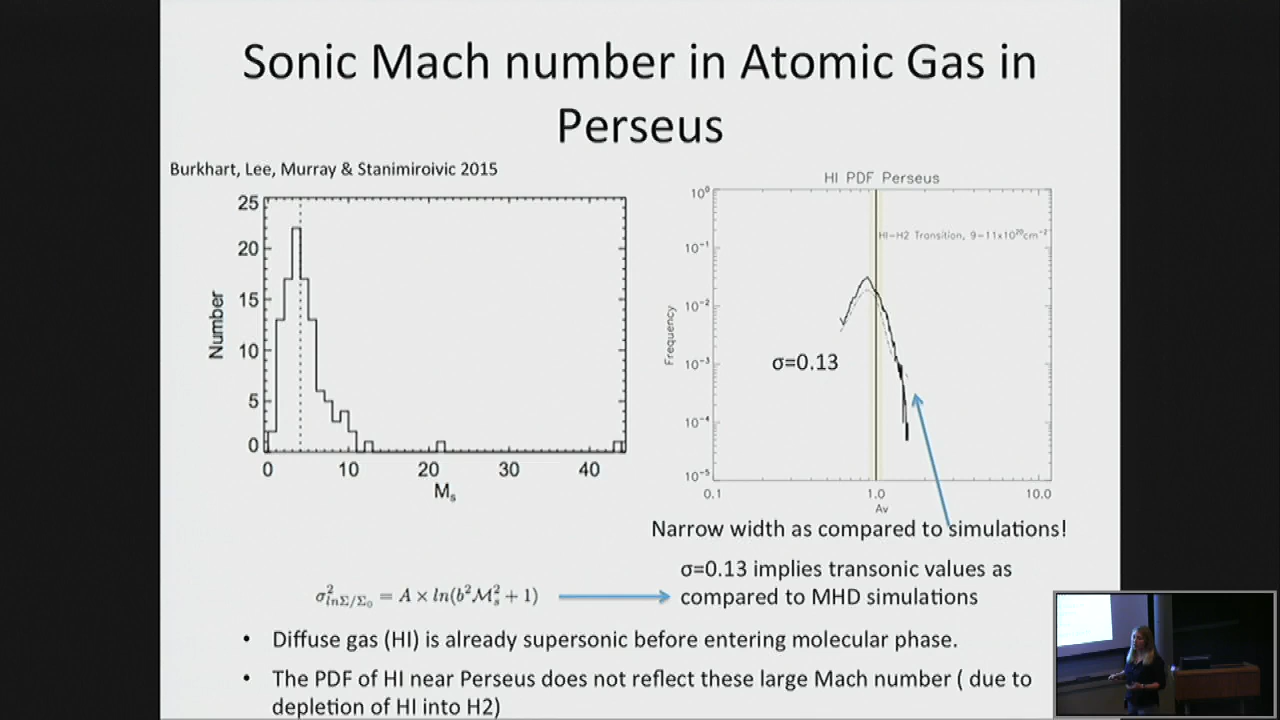 Sonic Mach number in Atomic Gas in
Perseus
Burkhart, Lee, Murray & Stanimiroivic 2015
25
20
15
10
5
0
Number
0 10 20 30 40
Ms
HI PDF Perseus
10⁰
10⁻¹
10⁻²
10⁻³
10⁻⁴
10⁻⁵
Frequency
HI-H2 Transition, 9-11x10²⁰cm⁻²
σ=0.13
0.1 1.0 10.0
Av
Narrow width as compared to simulations!
σ=0.13 implies transonic values as
compared to MHD simulations
σ²lnΣ/Σ₀ = A × ln(b²ℳₛ² + 1)
• Diffuse gas (HI) is already supersonic before entering molecular phase.
• The PDF of HI near Perseus does not reflect these large Mach number ( due to
depletion of HI into H2)